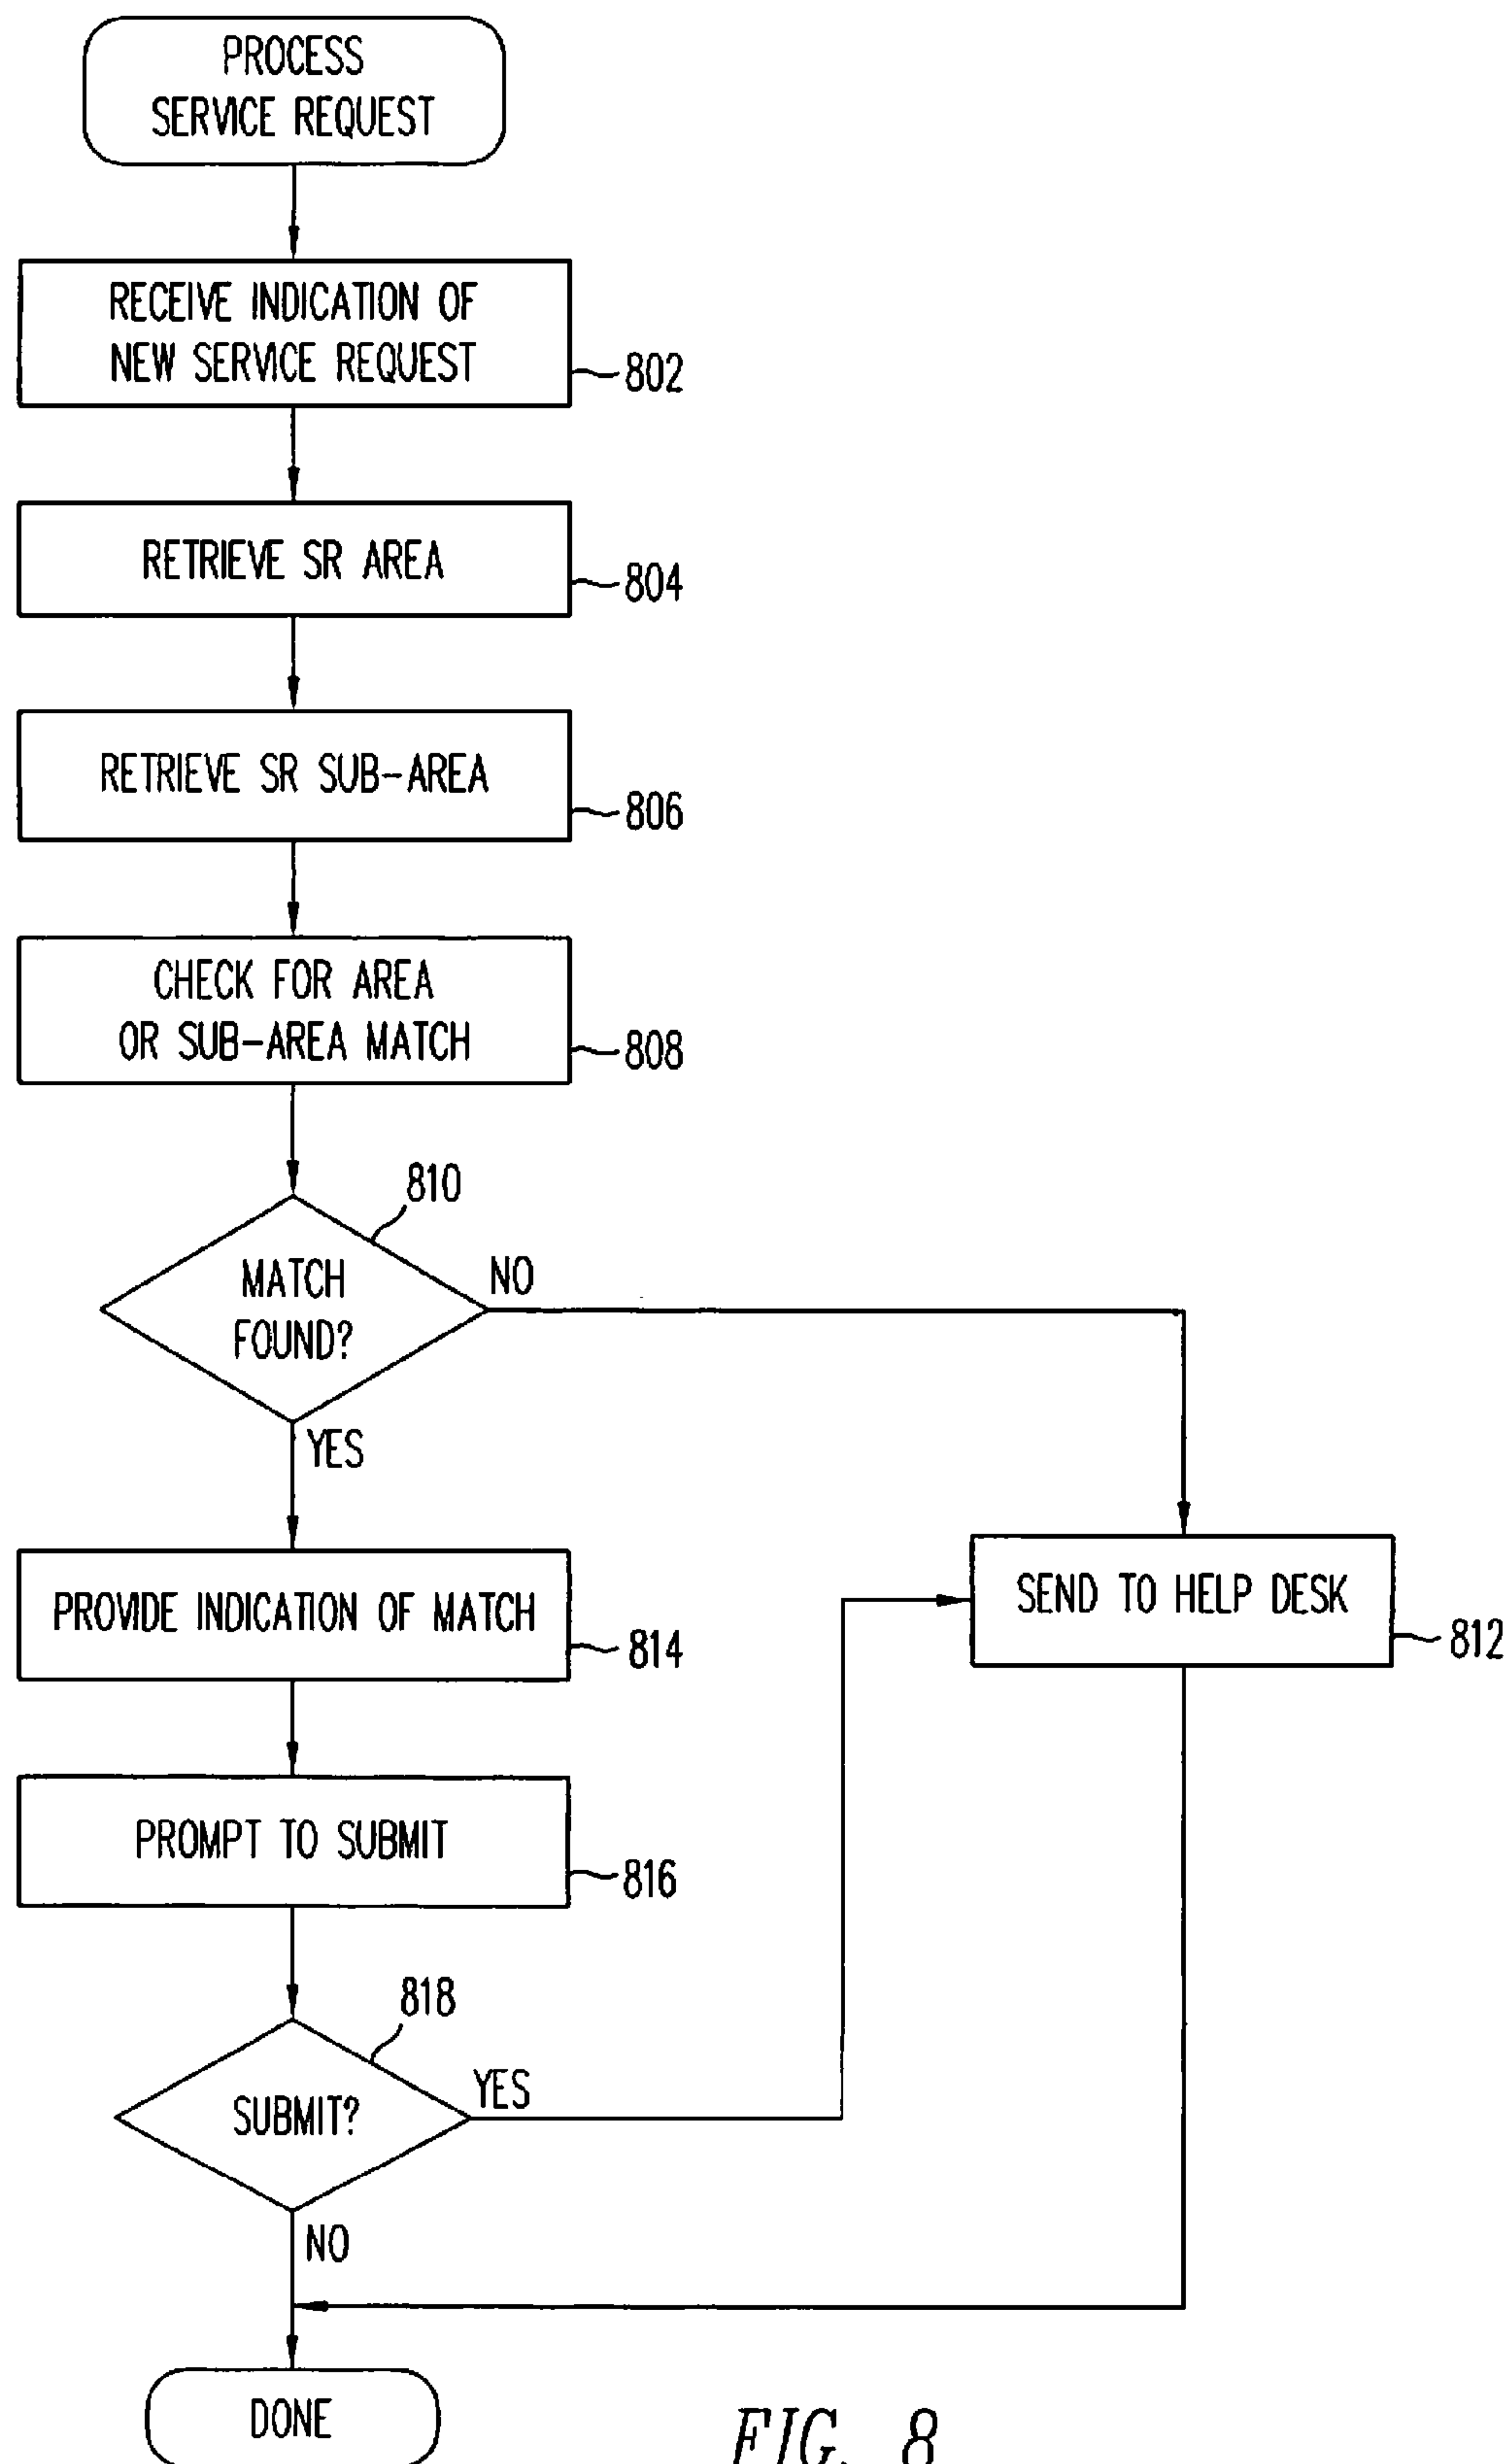 PROCESS
SERVICE REQUEST
RECEIVE INDICATION OF
NEW SERVICE REQUEST
802
RETRIEVE SR AREA
804
RETRIEVE SR SUB-AREA
806
CHECK FOR AREA
OR SUB-AREA MATCH
808
810
MATCH
FOUND?
NO
YES
PROVIDE INDICATION OF MATCH
814
SEND TO HELP DESK
812
PROMPT TO SUBMIT
816
818
SUBMIT?
YES
NO
DONE
FIG. 8